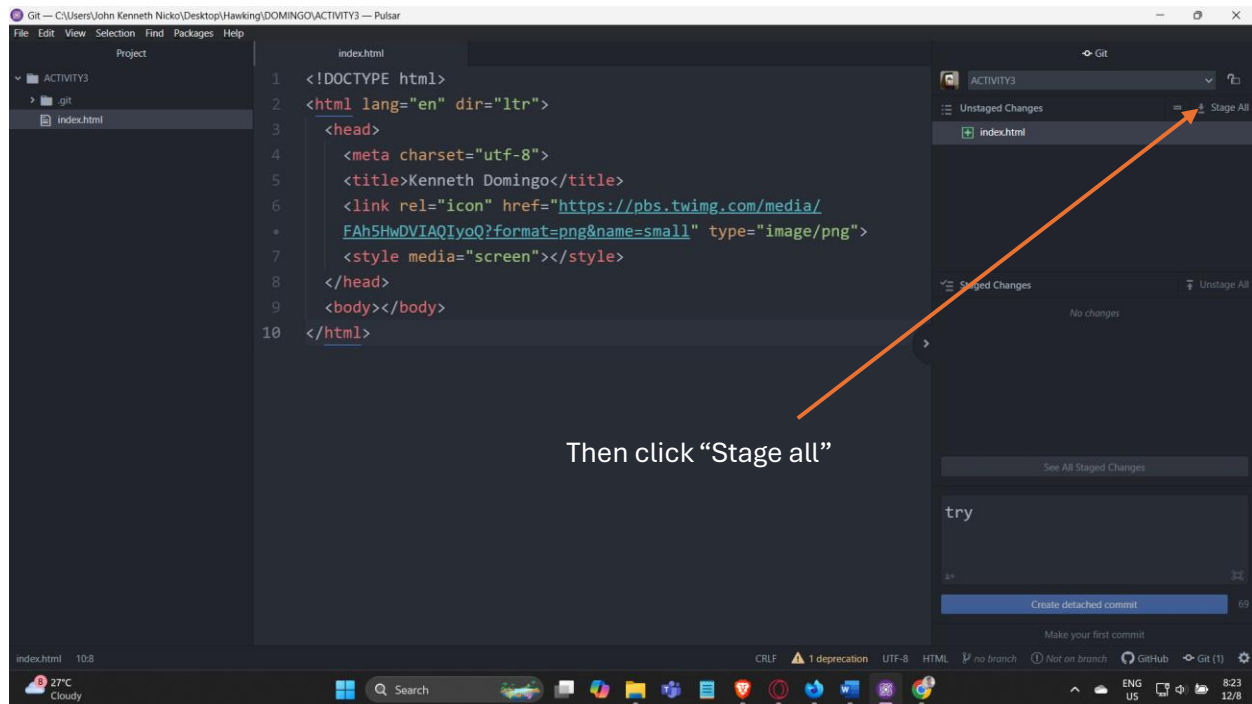 Git — C:\Users\John Kenneth Nicko\Desktop\Hawking\DOMINGO\ACTIVITY3 — Pulsar
File Edit View Selection Find Packages Help
Project
index.html
Git
ACTIVITY3
.git
index.html
1 <!DOCTYPE html>
2 <html lang="en" dir="ltr">
3 <head>
4 <meta charset="utf-8">
5 <title>Kenneth Domingo</title>
6 <link rel="icon" href="https://pbs.twimg.com/media/
• FAh5HwDVIAQIyoQ?format=png&name=small" type="image/png">
7 <style media="screen"></style>
8 </head>
9 <body></body>
10 </html>
ACTIVITY3
Unstaged Changes
Stage All
index.html
Staged Changes
Unstage All
No changes
Then click “Stage all”
See All Staged Changes
try
Create detached commit
69
Make your first commit
index.html 10:8
CRLF 1 deprecation UTF-8 HTML no branch Not on branch GitHub Git (1)
8
27°C
Cloudy
Search
ENG
US
8:23
12/8